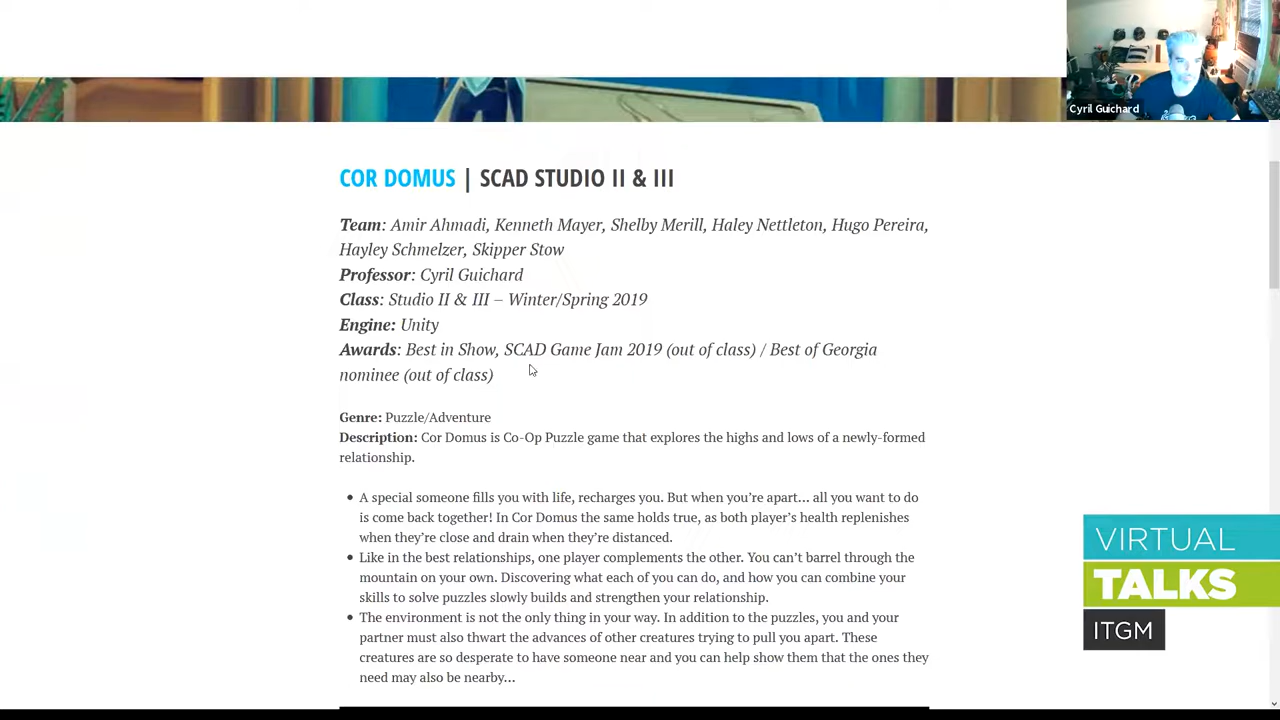 Cyril Guichard
COR DOMUS | SCAD STUDIO II & III
Team: Amir Ahmadi, Kenneth Mayer, Shelby Merill, Haley Nettleton, Hugo Pereira,
Hayley Schmelzer, Skipper Stow
Professor: Cyril Guichard
Class: Studio II & III – Winter/Spring 2019
Engine: Unity
Awards: Best in Show, SCAD Game Jam 2019 (out of class) / Best of Georgia
nominee (out of class)
Genre: Puzzle/Adventure
Description: Cor Domus is Co-Op Puzzle game that explores the highs and lows of a newly-formed
relationship.
• A special someone fills you with life, recharges you. But when you’re apart… all you want to do
is come back together! In Cor Domus the same holds true, as both player’s health replenishes
when they’re close and drain when they’re distanced.
• Like in the best relationships, one player complements the other. You can’t barrel through the
mountain on your own. Discovering what each of you can do, and how you can combine your
skills to solve puzzles slowly builds and strengthen your relationship.
• The environment is not the only thing in your way. In addition to the puzzles, you and your
partner must also thwart the advances of other creatures trying to pull you apart. These
creatures are so desperate to have someone near and you can help show them that the ones they
need may also be nearby…
VIRTUAL
TALKS
ITGM